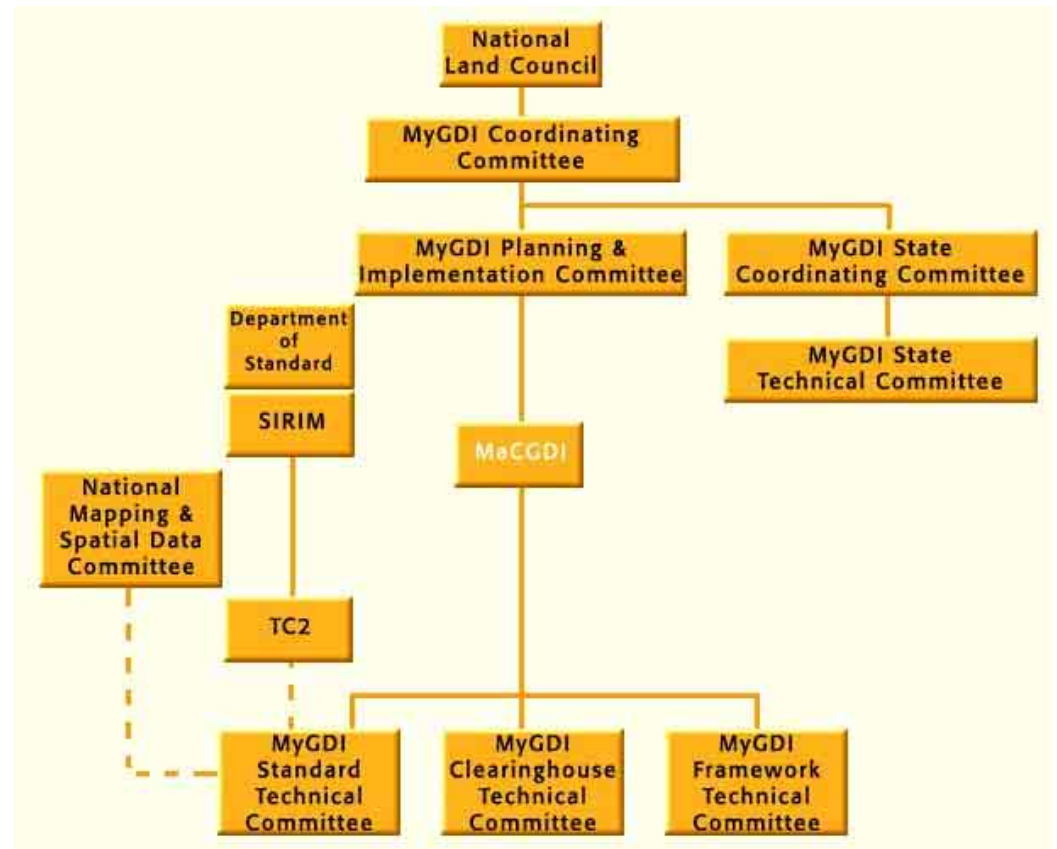 National
Land Council
MyGDI Coordinating
Committee
MyGDI Planning &
Implementation Committee
MyGDI State
Coordinating Committee
Department
of
Standard
MyGDI State
Technical Committee
SIRIM
MaCGDI
National
Mapping &
Spatial Data
Committee
TC2
MyGDI
Standard
Technical
Committee
MyGDI
Clearinghouse
Technical
Committee
MyGDI
Framework
Technical
Committee